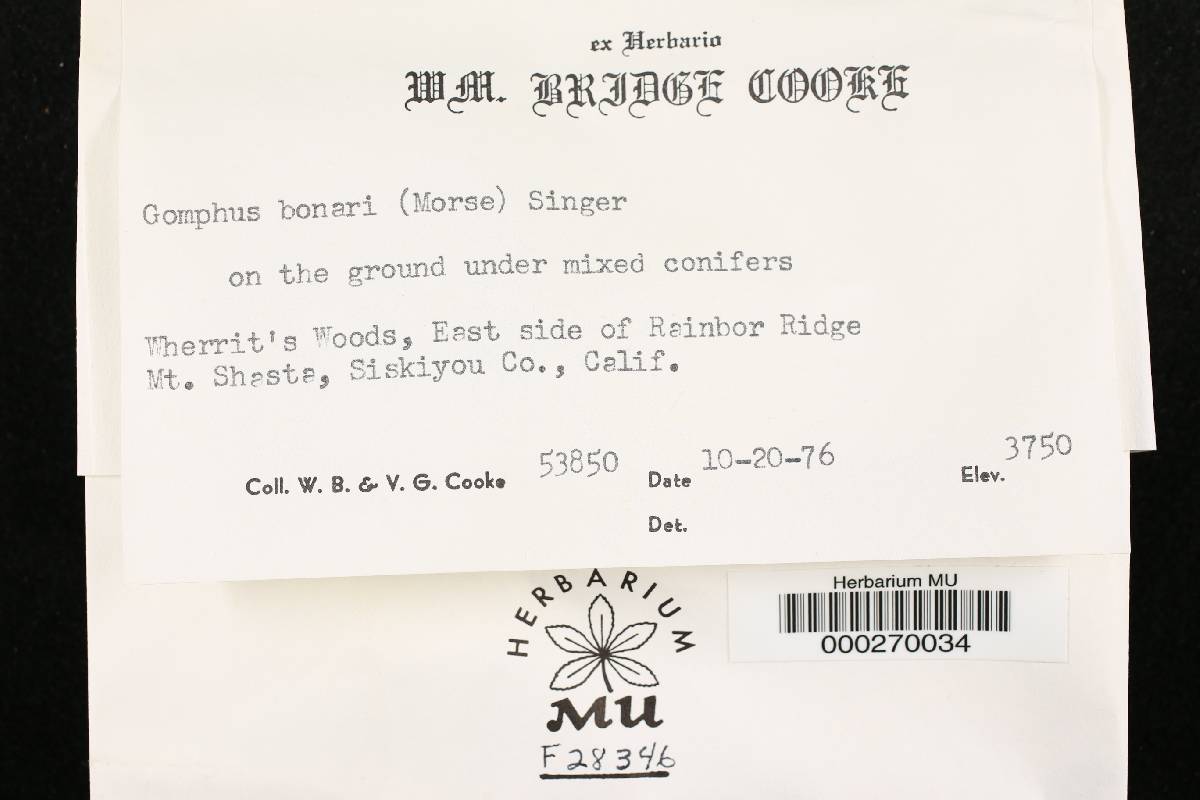 ex Herbario
WM. BRIDGE COOKE
Gomphus bonari (Morse) Singer
on the ground under mixed conifers
Wherrit's Woods, East side of Rainbor Ridge
Mt. Shasta, Siskiyou Co., Calif.
Coll. W. B. & V. G. Cooke 53850 Date 10-20-76 Elev. 3750
Det.
HERBARIUM
MU
F28346
Herbarium MU
000270034